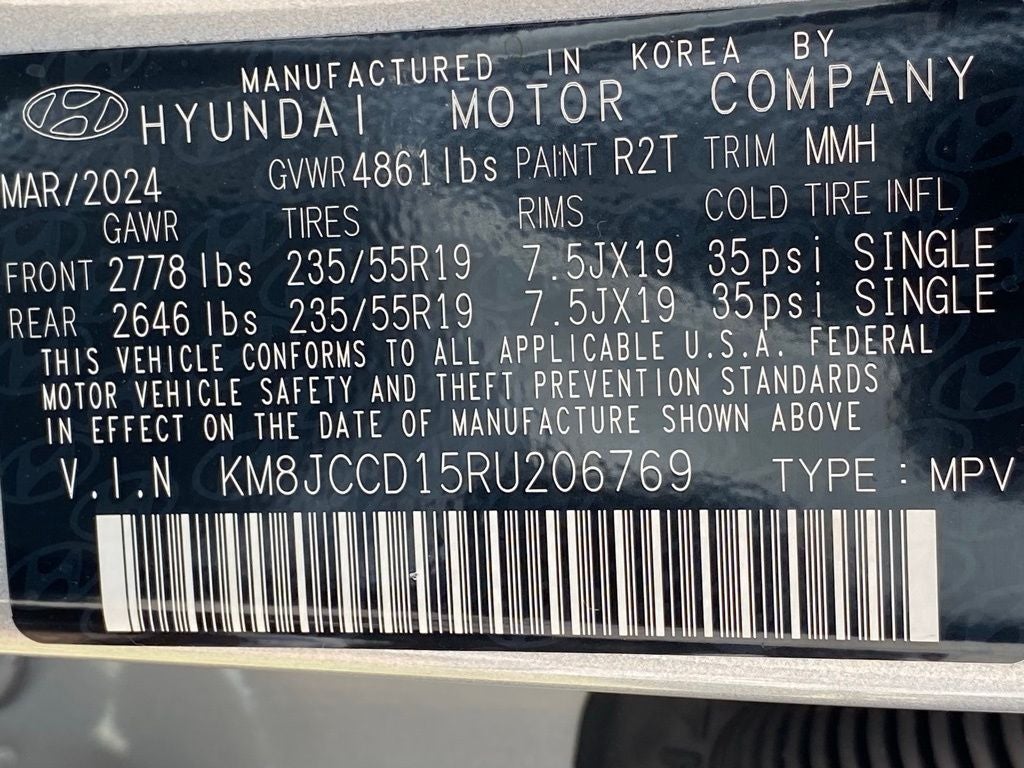 MANUFACTURED IN KOREA BY
HYUNDAI MOTOR COMPANY
MAR/2024 GVWR 4861lbs PAINT R2T TRIM MMH
GAWR TIRES RIMS COLD TIRE INFL
FRONT 2778 lbs 235/55R19 7.5JX19 35psi SINGLE
REAR 2646 lbs 235/55R19 7.5JX19 35psi SINGLE
THIS VEHICLE CONFORMS TO ALL APPLICABLE U.S.A. FEDERAL
MOTOR VEHICLE SAFETY AND THEFT PREVENTION STANDARDS
IN EFFECT ON THE DATE OF MANUFACTURE SHOWN ABOVE
V.I.N KM8JCCD15RU206769 TYPE : MPV